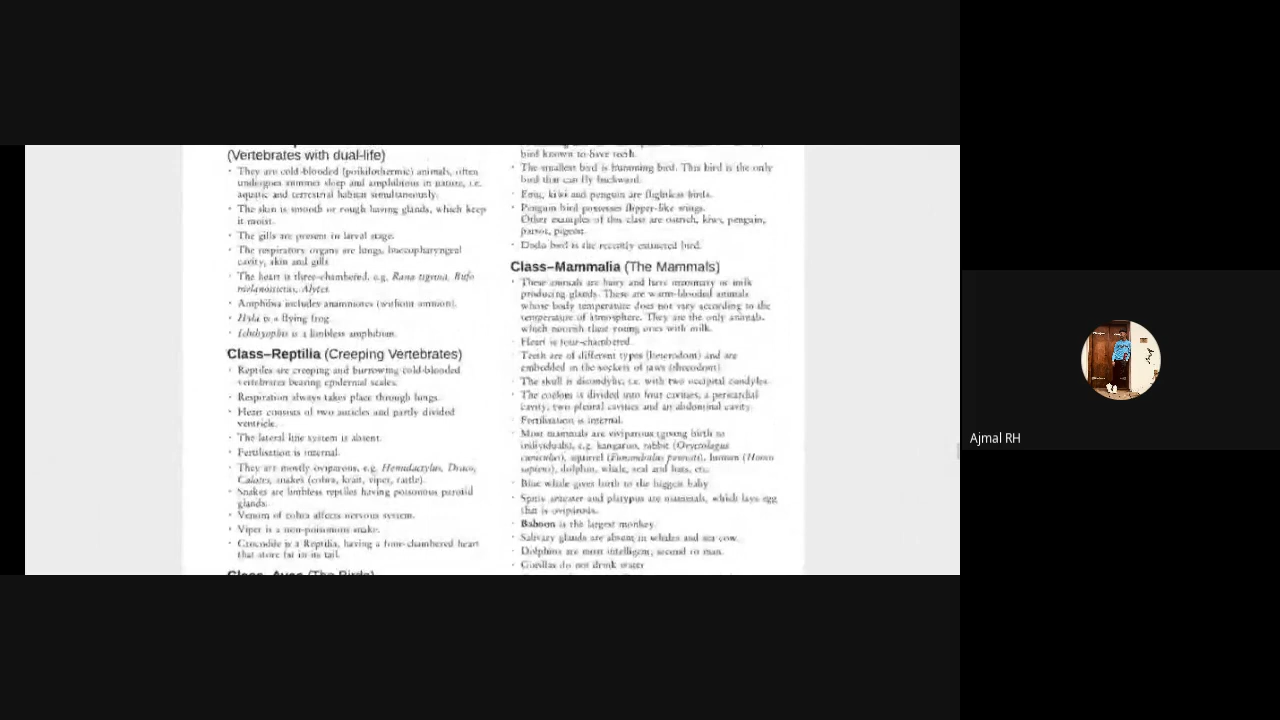 (Vertebrates with dual-life)
• They are cold-blooded (poikilothermic) animals, often
undergoes summer sleep and amphibious in nature, i.e.
aquatic and terrestrial habitat simultaneously.
• The skin is smooth or rough having glands, which keep
it moist.
• The gills are present in larval stage.
• The respiratory organs are lungs, buccopharyngeal
cavity, skin and gills
• The heart is three-chambered, e.g. Rana tigrina, Bufo
melanostictus, Alytes.
• Amphibia includes anamniotes (without amnion).
• Hyla is a flying frog.
• Ichthyophis is a limbless amphibian.
Class–Reptilia (Creeping Vertebrates)
• Reptiles are creeping and burrowing cold-blooded
vertebrates bearing epidermal scales.
• Respiration always takes place through lungs.
• Heart consists of two auricles and partly divided
ventricle.
• The lateral line system is absent.
• Fertilisation is internal.
• They are mostly oviparous, e.g. Hemidactylus, Draco,
Calotes, snakes (cobra, krait, viper, rattle).
• Snakes are limbless reptiles having poisonous parotid
glands.
• Venom of cobra affects nervous system.
• Viper is a non-poisonous snake.
• Crocodile is a Reptilia, having a four-chambered heart
that store fat in its tail.
Class–Aves (The Birds)
bird known to have teeth.
• The smallest bird is humming bird. This bird is the only
bird that can fly backward.
• Emu, kiwi and penguin are flightless birds.
• Penguin bird possesses flipper-like wings.
Other examples of this class are ostrich, kiwi, penguin,
parrot, pigeon.
• Dodo bird is the recently extincted bird.
Class–Mammalia (The Mammals)
• These animals are hairy and have mammary or milk
producing glands. These are warm-blooded animals
whose body temperature does not vary according to the
temperature of atmosphere. They are the only animals,
which nourish their young ones with milk.
• Heart is four-chambered.
• Teeth are of different types (heterodont) and are
embedded in the sockets of jaws (thecodont)
• The skull is dicondylic, i.e. with two occipital condyles.
• The coelom is divided into four cavities, a pericardial
cavity, two pleural cavities and an abdominal cavity.
• Fertilisation is internal.
• Most mammals are viviparous (giving birth to
individuals), e.g. kangaroo, rabbit (Oryctolagus
cuniculus), squirrel (Funambulus pennati), human (Homo
sapiens), dolphin, whale, seal and bats, etc.
• Blue whale gives birth to the biggest baby
• Spiny anteater and platypus are mammals, which lays egg
that is oviparous.
• Baboon is the largest monkey.
• Salivary glands are absent in whales and sea cow.
• Dolphins are most intelligent, second to man.
• Gorillas do not drink water
Ajmal RH